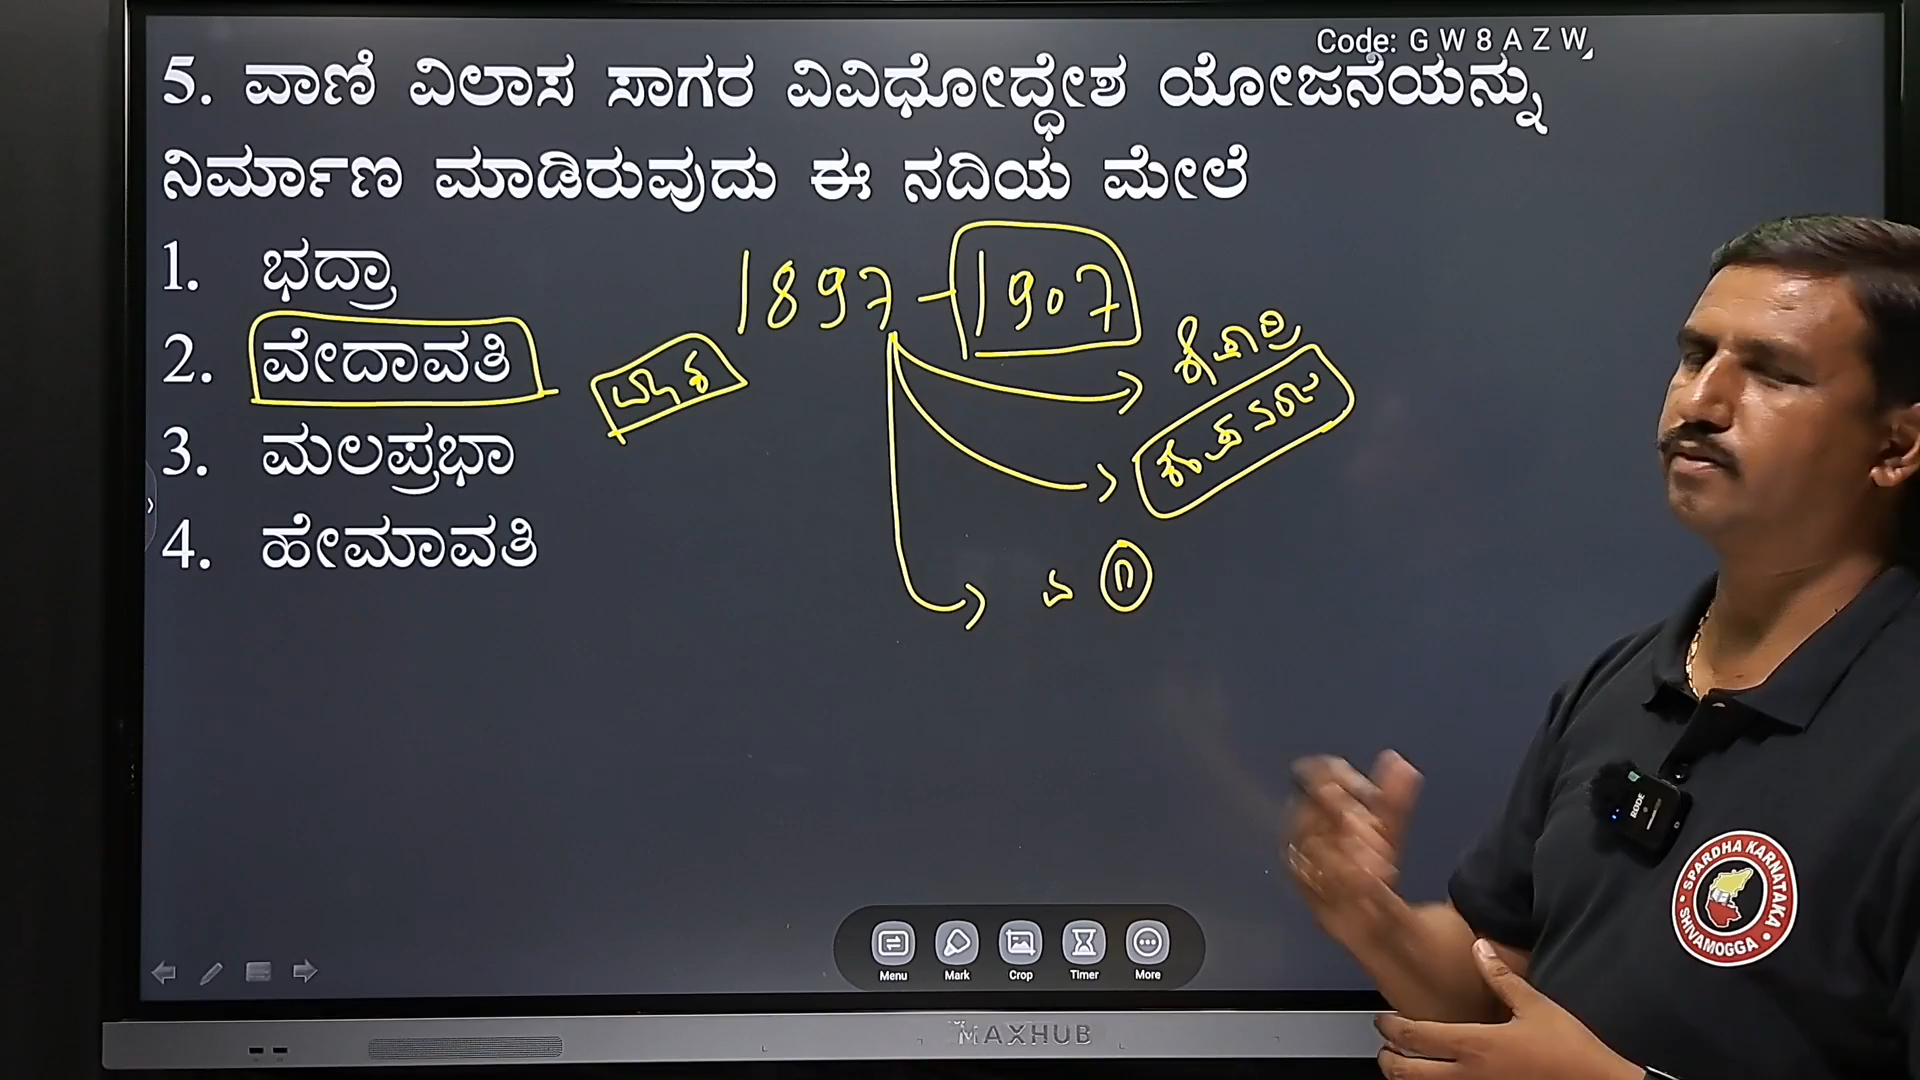 Code: G W 8 A Z W
5. ವಾಣಿ ವಿಲಾಸ ಸಾಗರ ವಿವಿಧೋದ್ಧೇಶ ಯೋಜನೆಯನ್ನು
ನಿರ್ಮಾಣ ಮಾಡಿರುವುದು ಈ ನದಿಯ ಮೇಲೆ
1. ಭದ್ರಾ
2. ವೇದಾವತಿ
3. ಮಲಪ್ರಭಾ
4. ಹೇಮಾವತಿ
1897 - 1907
Menu Mark Crop Timer More
MAXHUB
RODE
SPARDHA KARNATAKA
SHIVAMOGGA